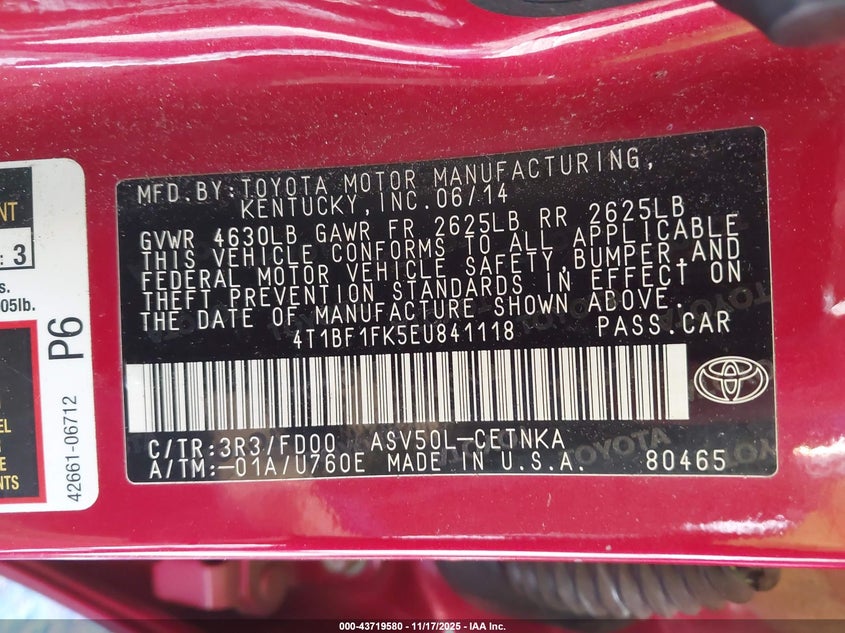 MFD.BY:TOYOTA MOTOR MANUFACTURING,
KENTUCKY,INC.06/14
GVWR 4630LB GAWR FR 2625LB RR 2625LB
THIS VEHICLE CONFORMS TO ALL APPLICABLE
FEDERAL MOTOR VEHICLE SAFETY,BUMPER,AND
THEFT PREVENTION STANDARDS IN EFFECT ON
THE DATE OF MANUFACTURE SHOWN ABOVE.
4T1BF1FK5EU841118 PASS.CAR
C/TR:3R3/FD00 ASV50L-CETNKA
A/TM:-01A/U760E MADE IN U.S.A. 80465
: 3
05lb.
P6
42661-06712
000-43719580 - 11/17/2025 - IAA Inc.